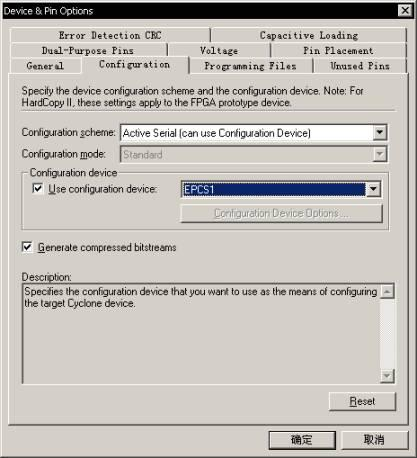 Device & Pin Options
Error Detection CRC
Capacitive Loading
Dual-Purpose Pins
Voltage
Pin Placement
General
Configuration
Programming Files
Unused Pins
Specify the device configuration scheme and the configuration device. Note: For
HardCopy II, these settings apply to the FPGA prototype device.
Configuration scheme:
Active Serial (can use Configuration Device)
Configuration mode:
Standard
Configuration device
Use configuration device:
EPCS1
Configuration Device Options ...
Generate compressed bitstreams
Description:
Specifies the configuration device that you want to use as the means of configuring
the target Cyclone device.
Reset
确定
取消